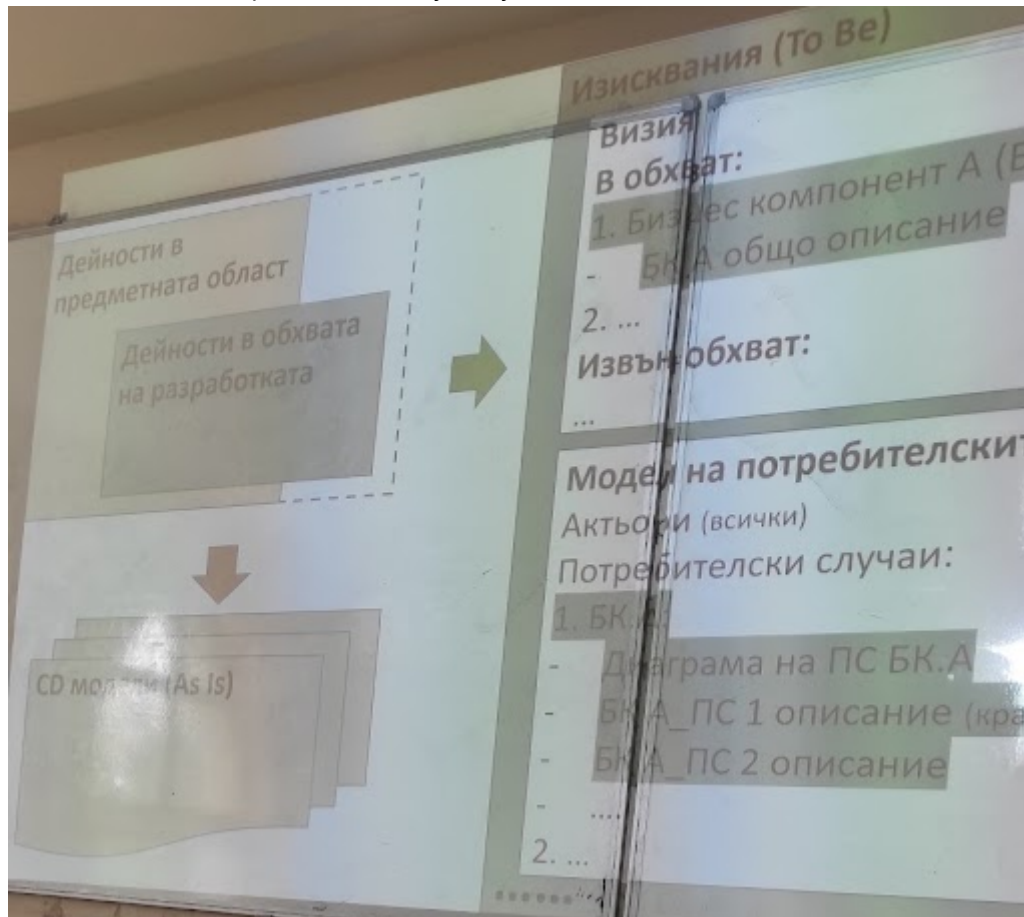 Дейности в
предметната област
Дейности в обхвата
на разработката
CD модели (As Is)
Изисквания (To Be)
Визия
В обхват:
1. Бизнес компонент А (
- БК.А общо описание
2. ...
Извън обхват:
...
Модел на
Актьори (всички)
Потребителски случаи:
1. БК.А
- Диаграма на ПС БК.А
- БК.А_ПС 1 описание
- БК.А_ПС 2 описание
- ....
2. ...